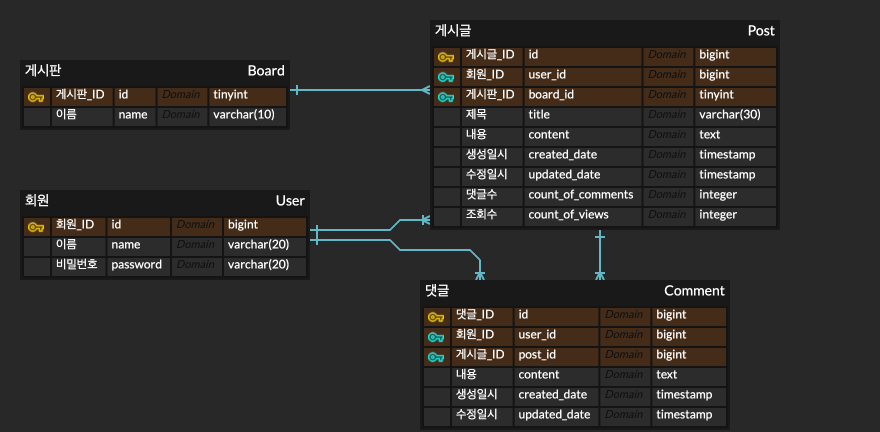 게시판 Board
게시판_ID id Domain tinyint
이름 name Domain varchar(10)
게시글 Post
게시글_ID id Domain bigint
회원_ID user_id Domain bigint
게시판_ID board_id Domain tinyint
제목 title Domain varchar(30)
내용 content Domain text
생성일시 created_date Domain timestamp
수정일시 updated_date Domain timestamp
댓글수 count_of_comments Domain integer
조회수 count_of_views Domain integer
회원 User
회원_ID id Domain bigint
이름 name Domain varchar(20)
비밀번호 password Domain varchar(20)
댓글 Comment
댓글_ID id Domain bigint
회원_ID user_id Domain bigint
게시글_ID post_id Domain bigint
내용 content Domain text
생성일시 created_date Domain timestamp
수정일시 updated_date Domain timestamp